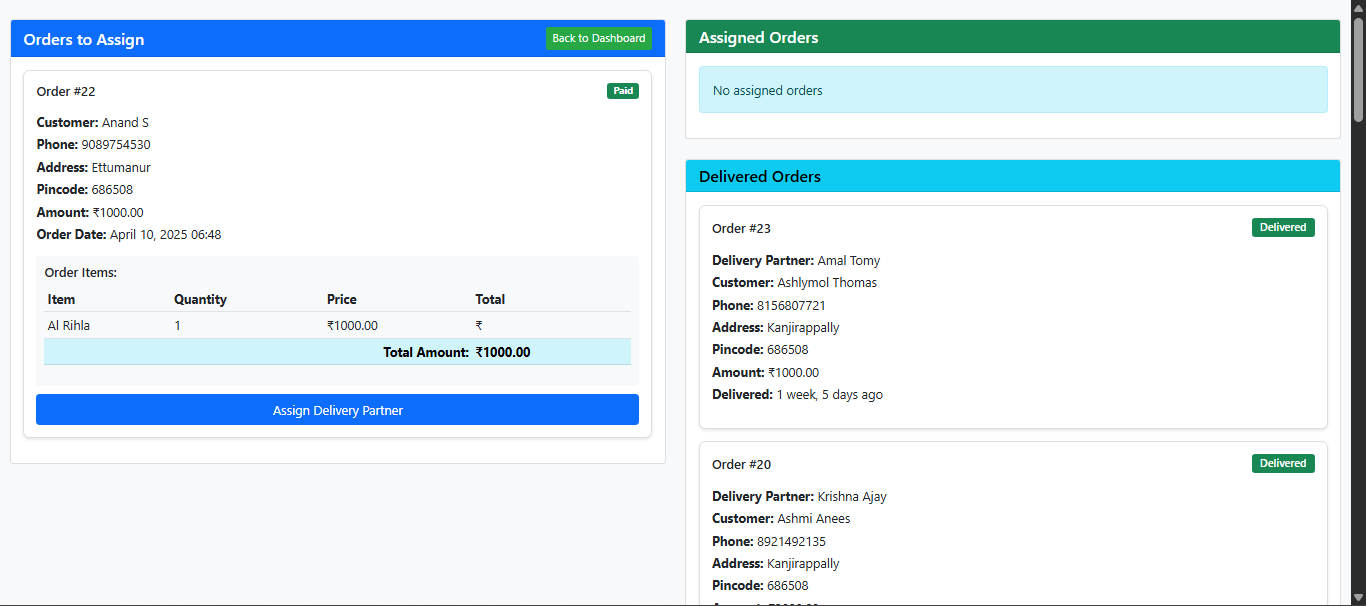 Orders to Assign
Back to Dashboard
Order #22
Paid
Customer: Anand S
Phone: 9089754530
Address: Ettumanur
Pincode: 686508
Amount: ₹1000.00
Order Date: April 10, 2025 06:48
Order Items:
Item Quantity Price Total
Al Rihla 1 ₹1000.00 ₹
Total Amount: ₹1000.00
Assign Delivery Partner
Assigned Orders
No assigned orders
Delivered Orders
Order #23
Delivered
Delivery Partner: Amal Tomy
Customer: Ashlymol Thomas
Phone: 8156807721
Address: Kanjirappally
Pincode: 686508
Amount: ₹1000.00
Delivered: 1 week, 5 days ago
Order #20
Delivered
Delivery Partner: Krishna Ajay
Customer: Ashmi Anees
Phone: 8921492135
Address: Kanjirappally
Pincode: 686508